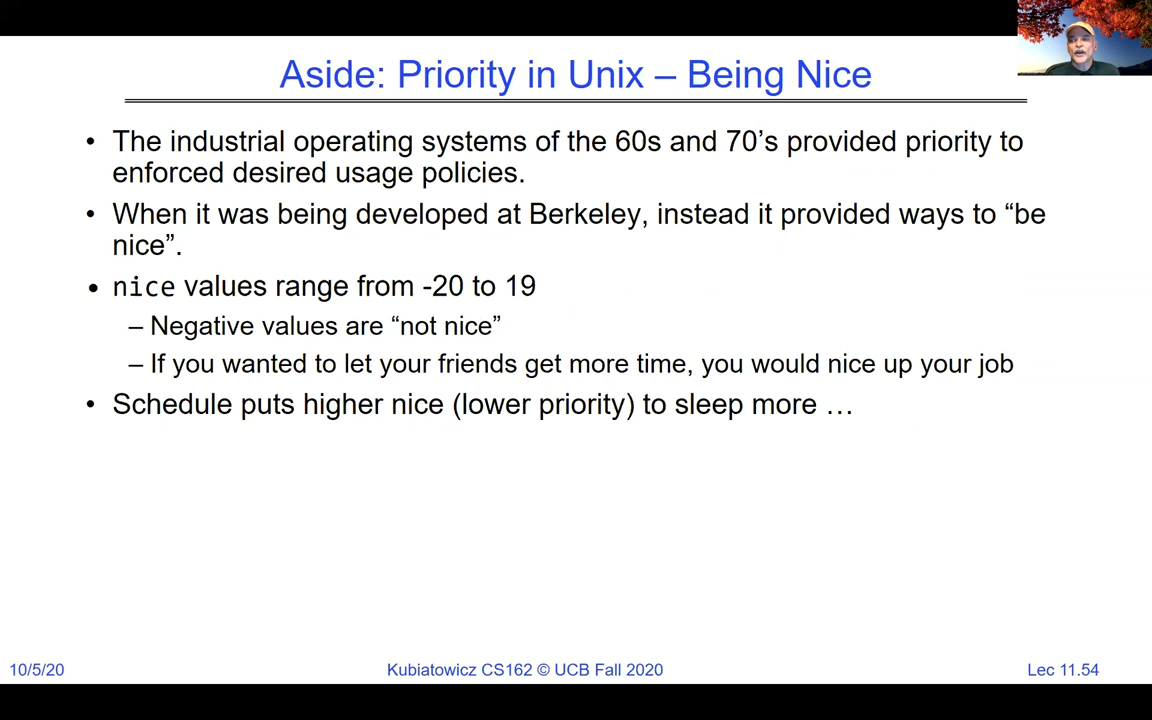 Aside: Priority in Unix – Being Nice
• The industrial operating systems of the 60s and 70’s provided priority to
enforced desired usage policies.
• When it was being developed at Berkeley, instead it provided ways to “be
nice”.
• nice values range from -20 to 19
– Negative values are “not nice”
– If you wanted to let your friends get more time, you would nice up your job
• Schedule puts higher nice (lower priority) to sleep more …
10/5/20
Kubiatowicz CS162 © UCB Fall 2020
Lec 11.54